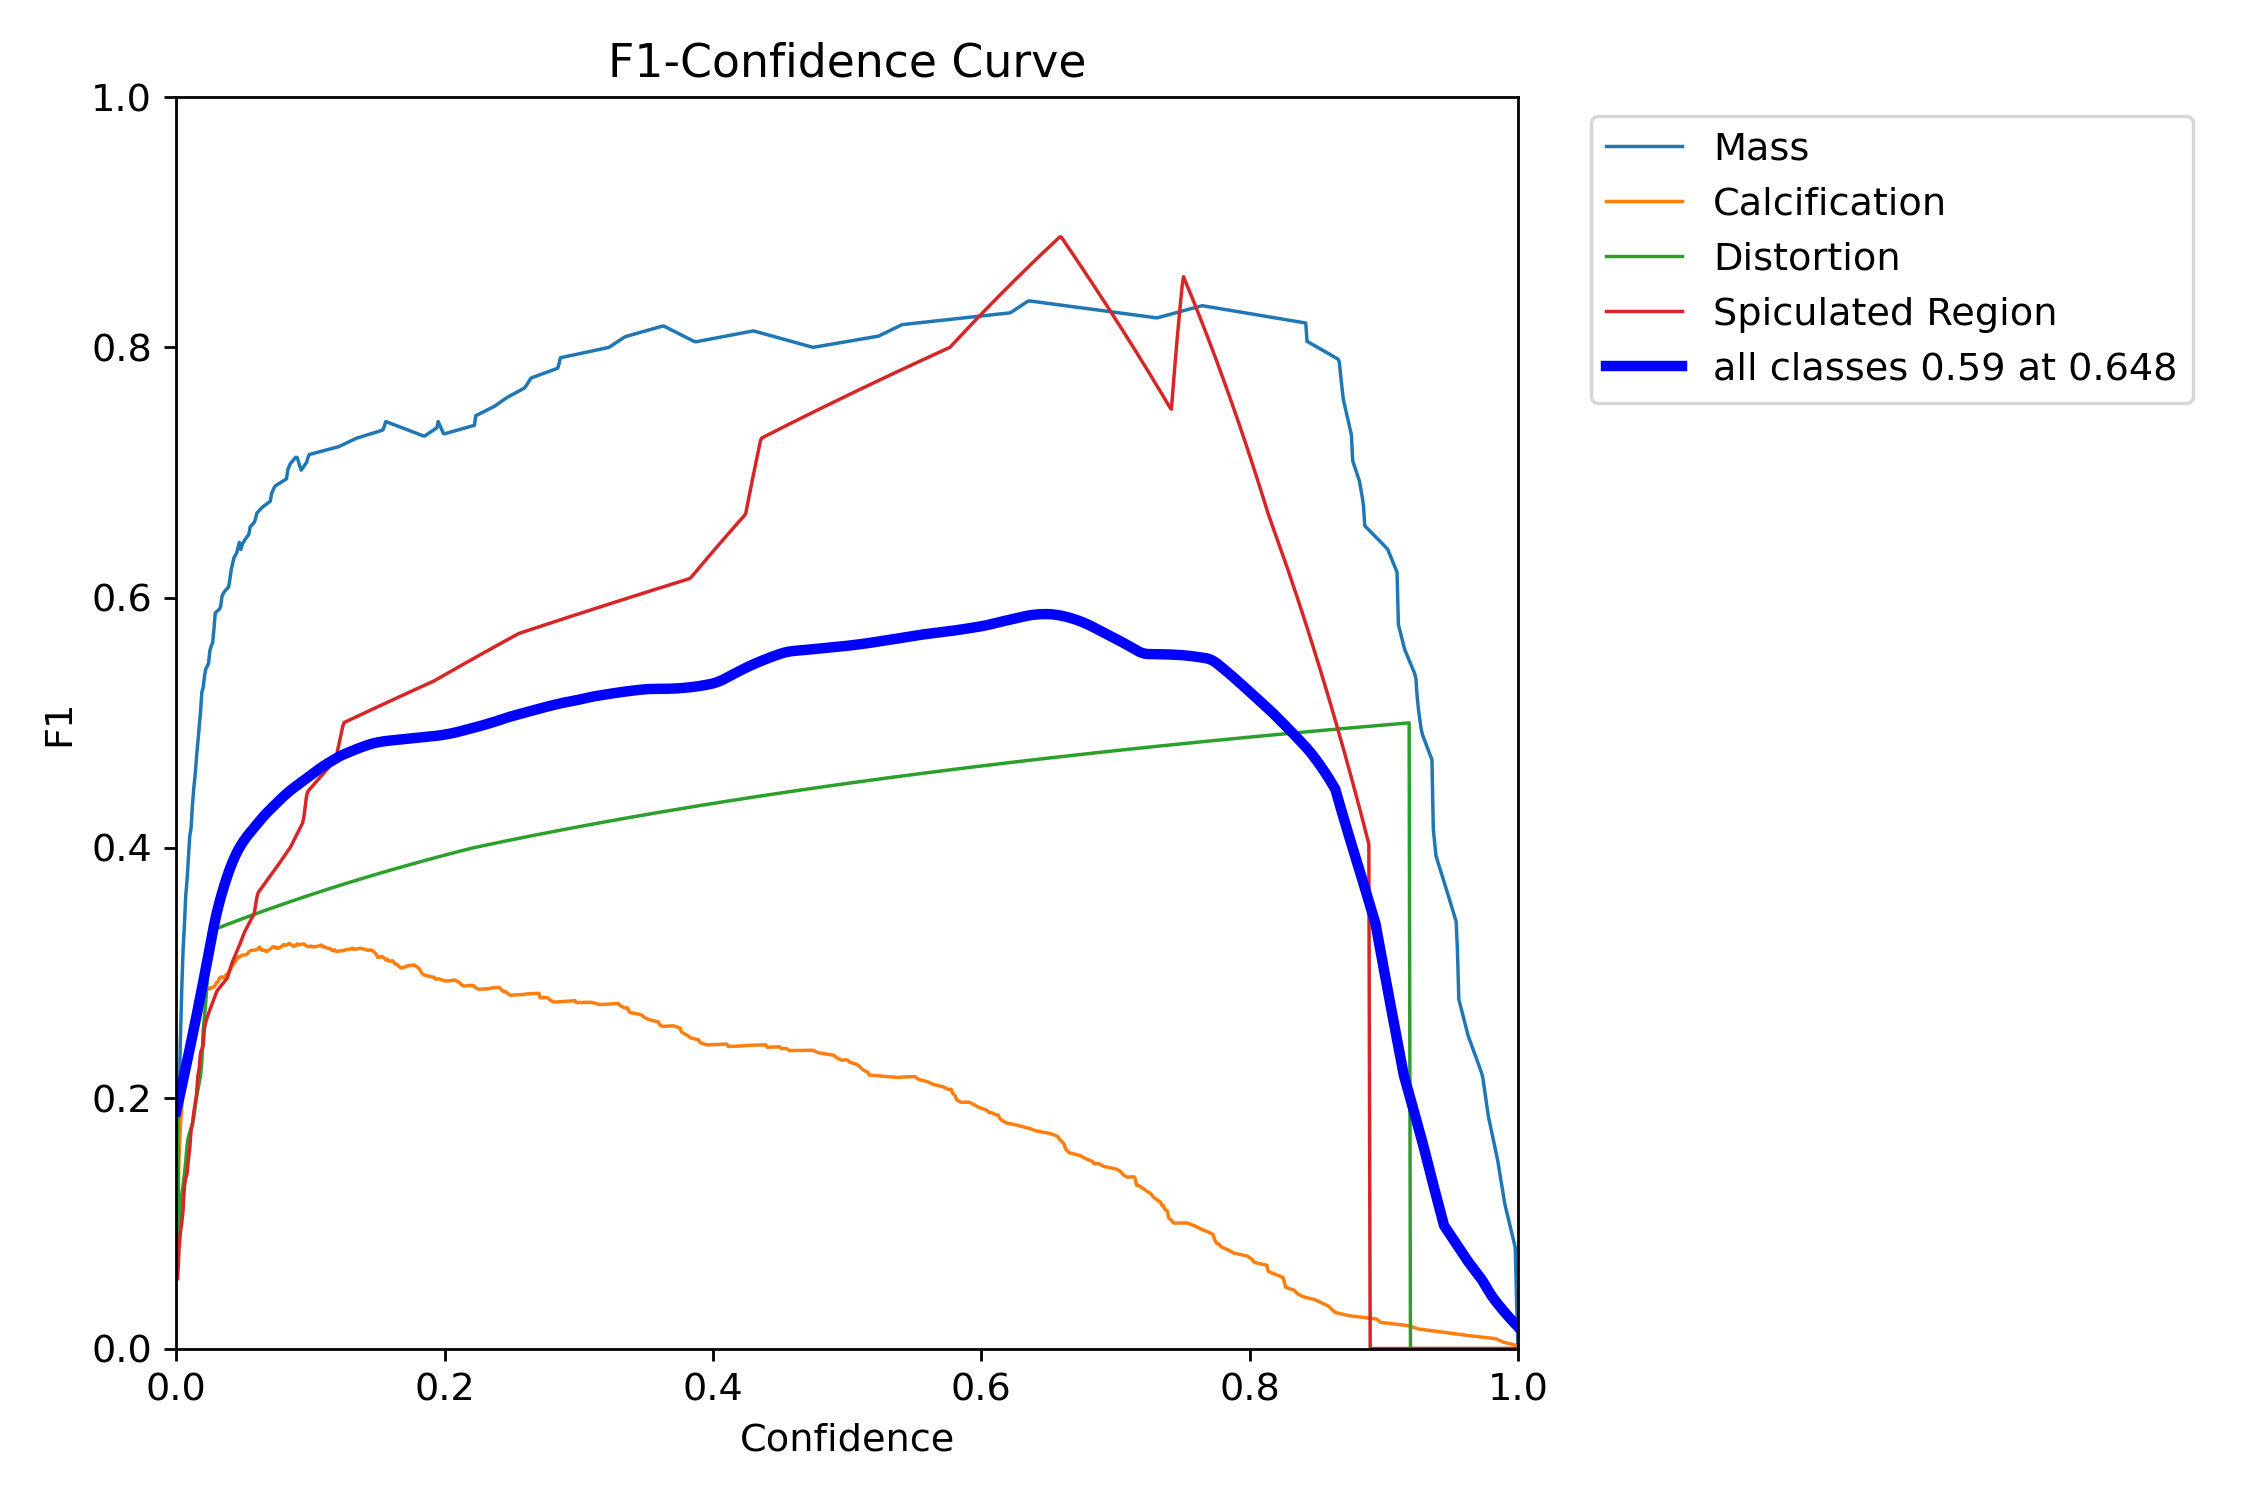 F1-Confidence Curve
1.0
0.8
0.6
0.4
0.2
0.0
F1
0.0 0.2 0.4 0.6 0.8 1.0
Confidence
Mass
Calcification
Distortion
Spiculated Region
all classes 0.59 at 0.648